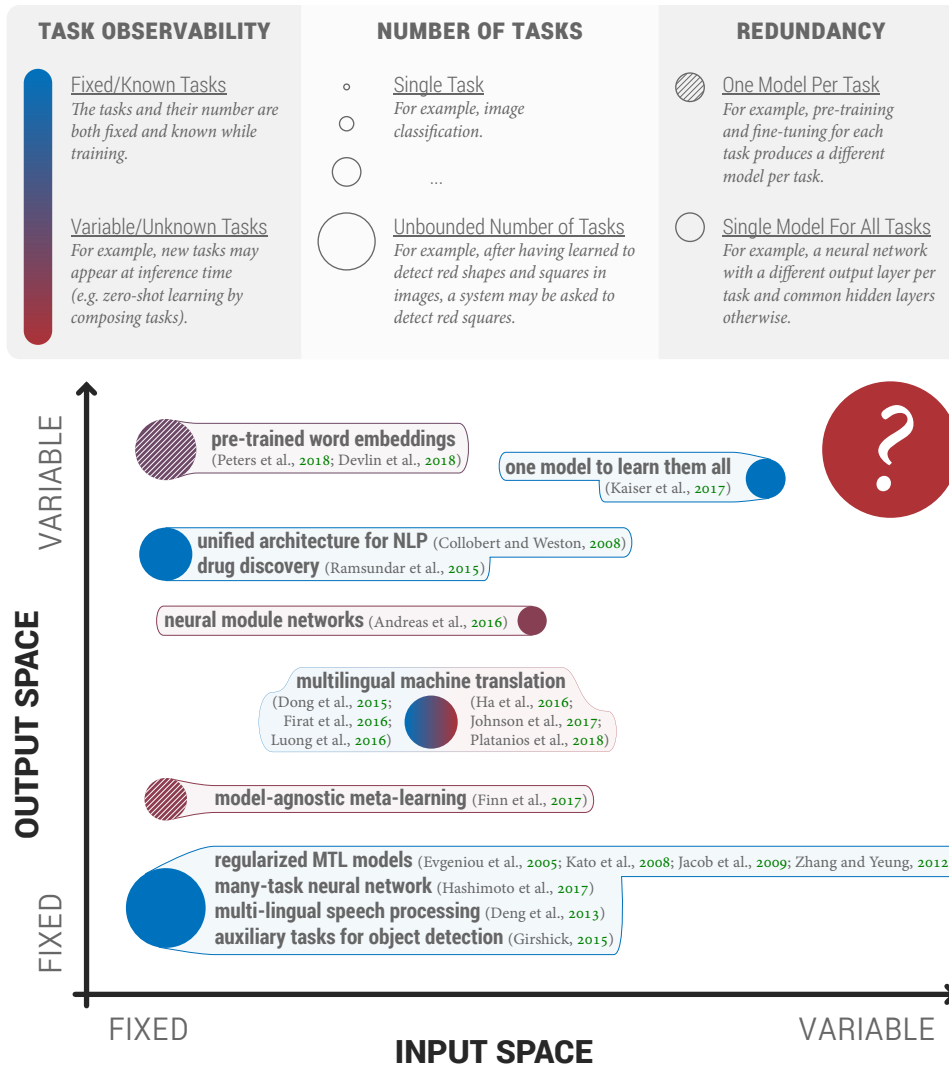 TASK OBSERVABILITY
Fixed/Known Tasks
The tasks and their number are
both fixed and known while
training.
Variable/Unknown Tasks
For example, new tasks may
appear at inference time
(e.g. zero-shot learning by
composing tasks).
NUMBER OF TASKS
Single Task
For example, image
classification.
...
Unbounded Number of Tasks
For example, after having learned to
detect red shapes and squares in
images, a system may be asked to
detect red squares.
REDUNDANCY
One Model Per Task
For example, pre-training
and fine-tuning for each
task produces a different
model per task.
Single Model For All Tasks
For example, a neural network
with a different output layer per
task and common hidden layers
otherwise.
VARIABLE
OUTPUT SPACE
FIXED
pre-trained word embeddings
(Peters et al., 2018; Devlin et al., 2018)
one model to learn them all
(Kaiser et al., 2017)
?
unified architecture for NLP (Collobert and Weston, 2008)
drug discovery (Ramsundar et al., 2015)
neural module networks (Andreas et al., 2016)
multilingual machine translation
(Dong et al., 2015;
Firat et al., 2016;
Luong et al., 2016)
(Ha et al., 2016;
Johnson et al., 2017;
Platanios et al., 2018)
model-agnostic meta-learning (Finn et al., 2017)
regularized MTL models (Evgeniou et al., 2005; Kato et al., 2008; Jacob et al., 2009; Zhang and Yeung, 2012
many-task neural network (Hashimoto et al., 2017)
multi-lingual speech processing (Deng et al., 2013)
auxiliary tasks for object detection (Girshick, 2015)
FIXED
INPUT SPACE
VARIABLE